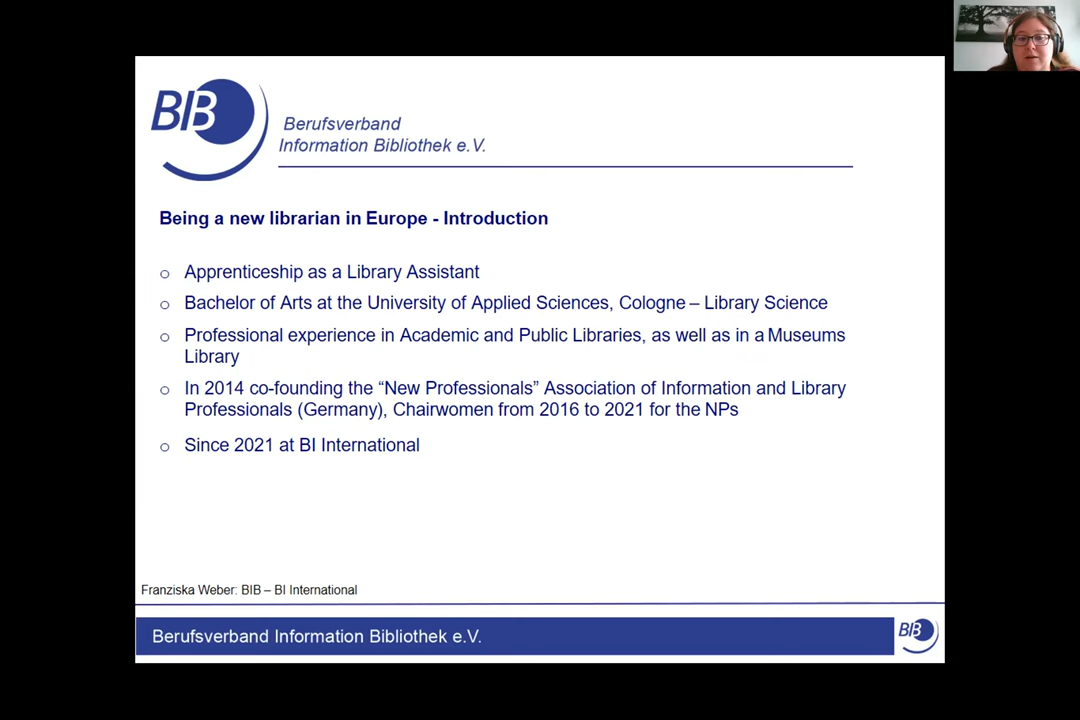 BIB
Berufsverband
Information Bibliothek e.V.
Being a new librarian in Europe - Introduction
o Apprenticeship as a Library Assistant
o Bachelor of Arts at the University of Applied Sciences, Cologne – Library Science
o Professional experience in Academic and Public Libraries, as well as in a Museums
Library
o In 2014 co-founding the “New Professionals” Association of Information and Library
Professionals (Germany), Chairwomen from 2016 to 2021 for the NPs
o Since 2021 at BI International
Franziska Weber: BIB – BI International
Berufsverband Information Bibliothek e.V.
BIB